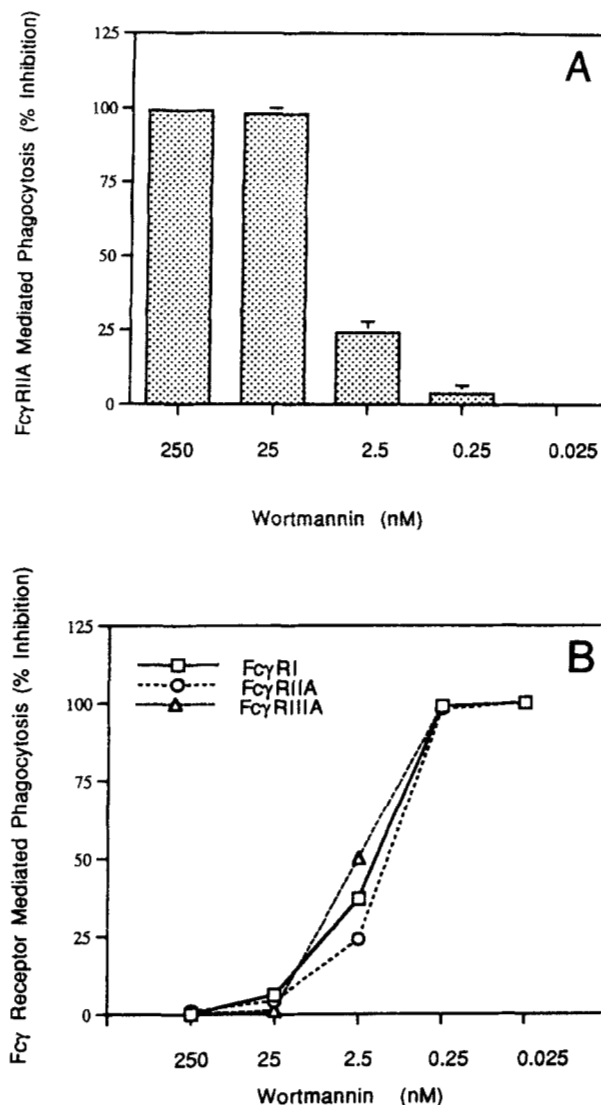 FcγRIIA Mediated Phagocytosis (% Inhibition)
125
100
75
50
25
0
A
250 25 2.5 0.25 0.025
Wortmannin (nM)
Fcγ Receptor Mediated Phagocytosis (% Inhibition)
125
100
75
50
25
0
B
FcγRI
FcγRIIA
FcγRIIIA
250 25 2.5 0.25 0.025
Wortmannin (nM)